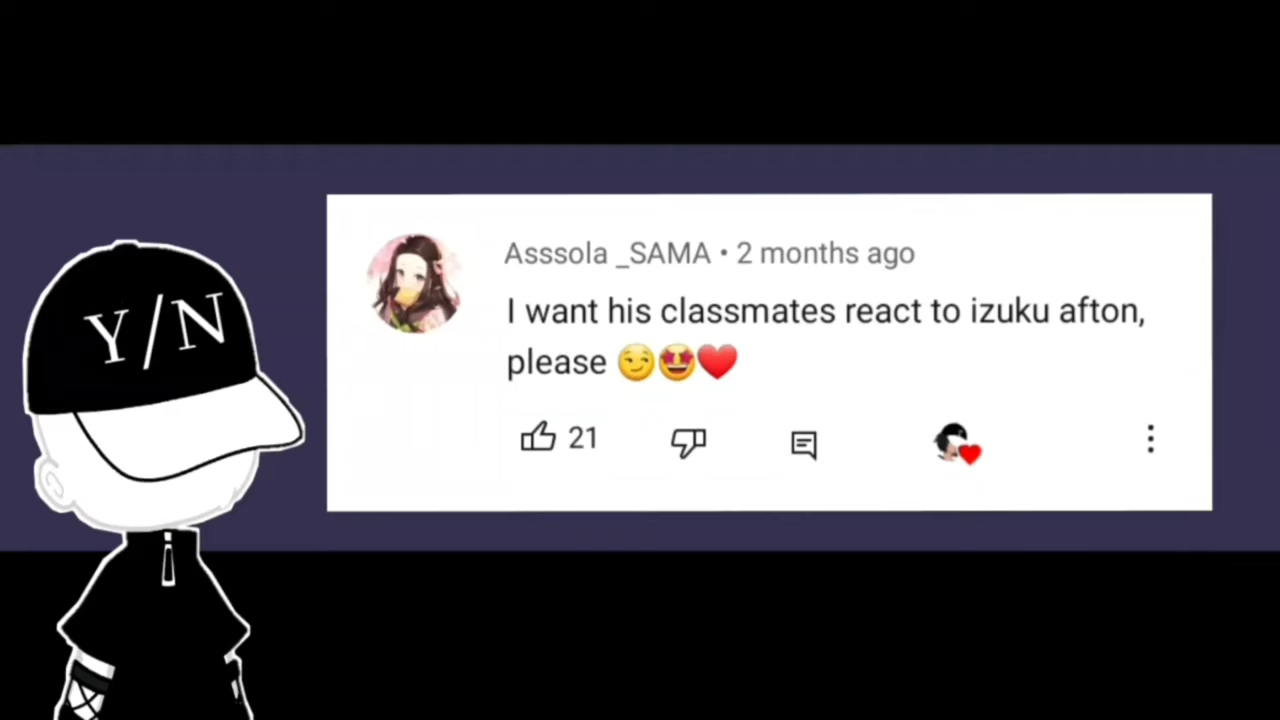 Y/N
Asssola _SAMA • 2 months ago
I want his classmates react to izuku afton,
please 😏🤩❤️
21